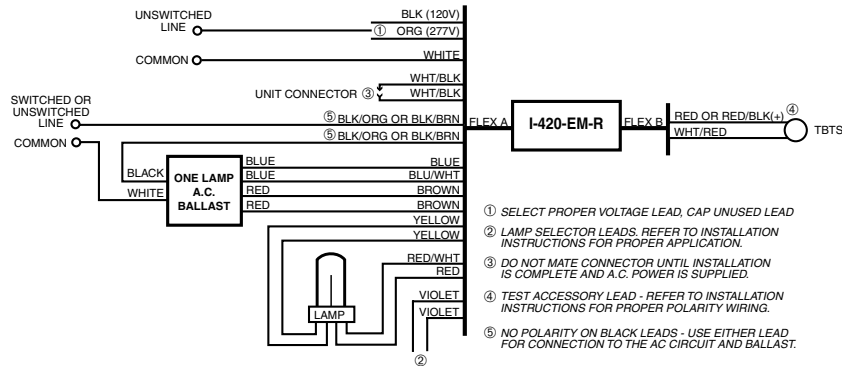 UNSWITCHED
LINE
BLK (120V)
① ORG (277V)
COMMON
WHITE
WHT/BLK
UNIT CONNECTOR ③
WHT/BLK
SWITCHED OR
UNSWITCHED
LINE
⑤ BLK/ORG OR BLK/BRN
COMMON
⑤ BLK/ORG OR BLK/BRN
FLEX A
I-420-EM-R
FLEX B
RED OR RED/BLK(+) ④
WHT/RED
TBTS
BLACK
WHITE
ONE LAMP
A.C.
BALLAST
BLUE
BLUE
BLUE
BLU/WHT
RED
BROWN
RED
BROWN
YELLOW
YELLOW
RED/WHT
RED
LAMP
VIOLET
VIOLET
②
① SELECT PROPER VOLTAGE LEAD, CAP UNUSED LEAD
② LAMP SELECTOR LEADS. REFER TO INSTALLATION
INSTRUCTIONS FOR PROPER APPLICATION.
③ DO NOT MATE CONNECTOR UNTIL INSTALLATION
IS COMPLETE AND A.C. POWER IS SUPPLIED.
④ TEST ACCESSORY LEAD - REFER TO INSTALLATION
INSTRUCTIONS FOR PROPER POLARITY WIRING.
⑤ NO POLARITY ON BLACK LEADS - USE EITHER LEAD
FOR CONNECTION TO THE AC CIRCUIT AND BALLAST.